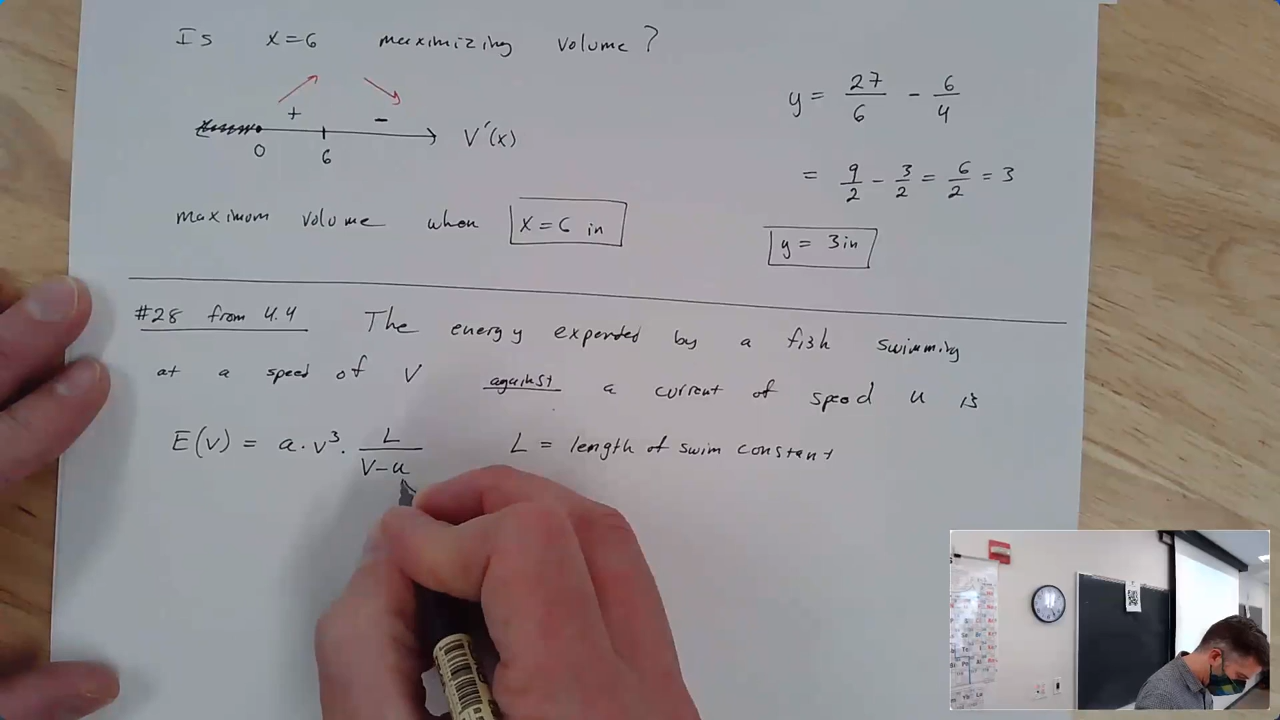 Is x=6 maximizing volume?
+ -
0 6 V'(x)
maximum volume when x=6 in
y = 27/6 - 6/4
= 9/2 - 3/2 = 6/2 = 3
y = 3in
#28 from 4.4 The energy expended by a fish swimming
at a speed of V against a current of speed u is
E(v) = a·v³· L/(V-u) L = length of swim constant